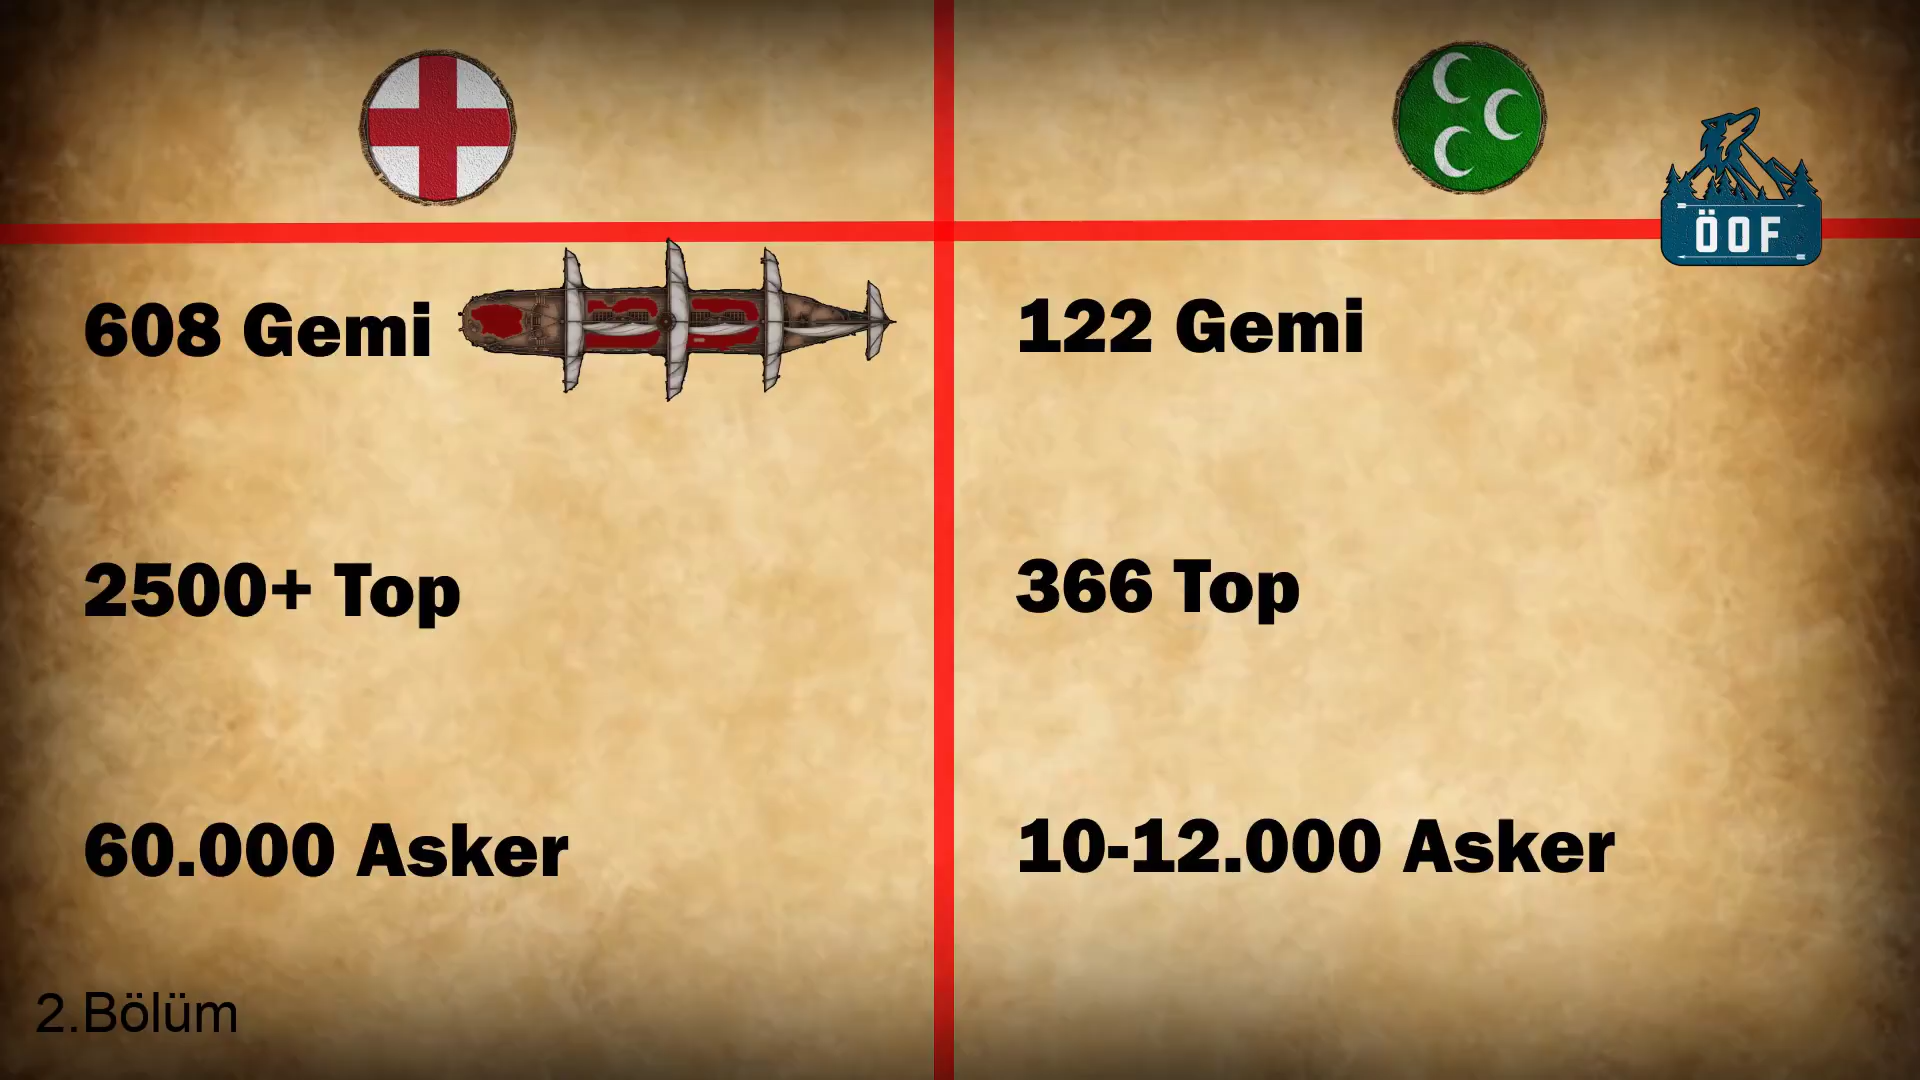 ÖOF
608 Gemi
122 Gemi
2500+ Top
366 Top
60.000 Asker
10-12.000 Asker
2.Bölüm